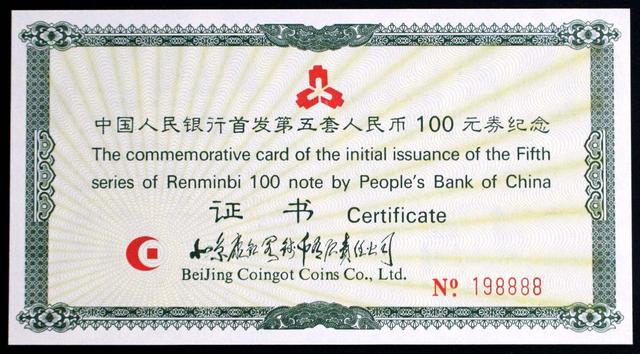 中国人民银行首发第五套人民币100元券纪念
The commemorative card of the initial issuance of the Fifth
series of Renminbi 100 note by People's Bank of China
证 书 Certificate
BeiJing Coingot Coins Co., Ltd.
№ 198888